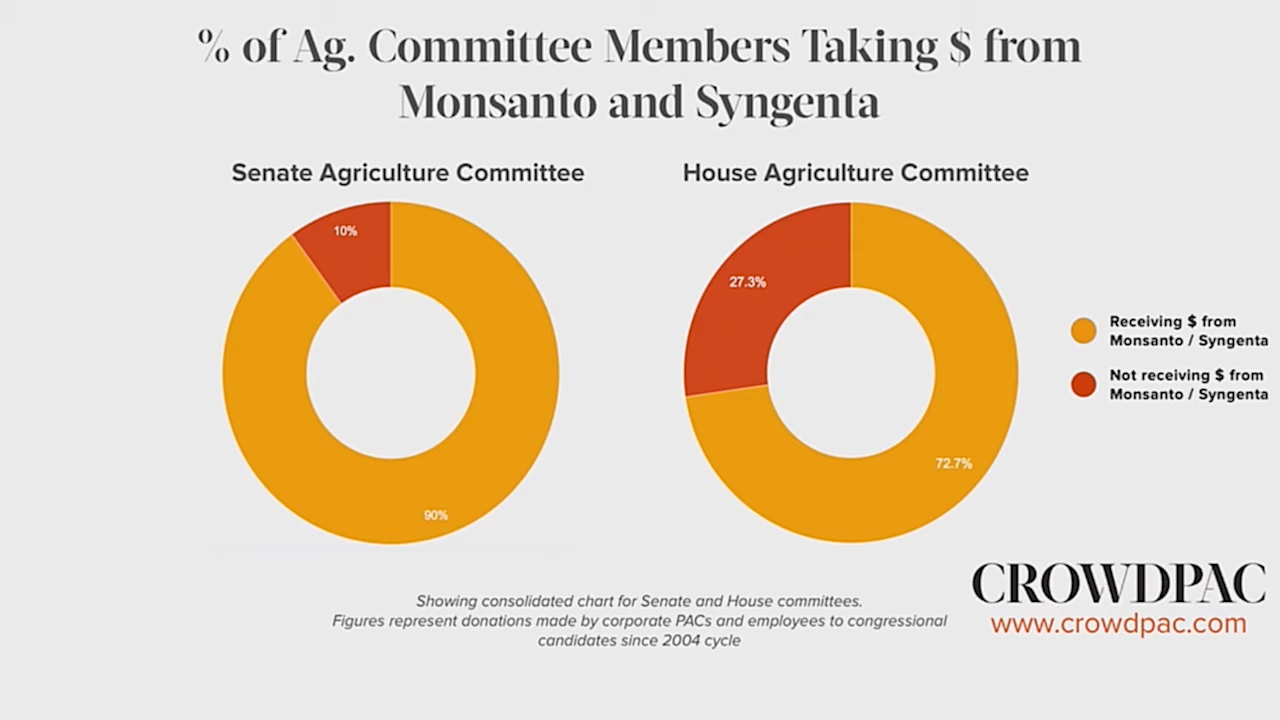 % of Ag. Committee Members Taking $ from
Monsanto and Syngenta
Senate Agriculture Committee
10%
90%
House Agriculture Committee
27.3%
72.7%
Receiving $ from
Monsanto / Syngenta
Not receiving $ from
Monsanto / Syngenta
Showing consolidated chart for Senate and House committees.
Figures represent donations made by corporate PACs and employees to congressional
candidates since 2004 cycle
CROWDPAC
www.crowdpac.com